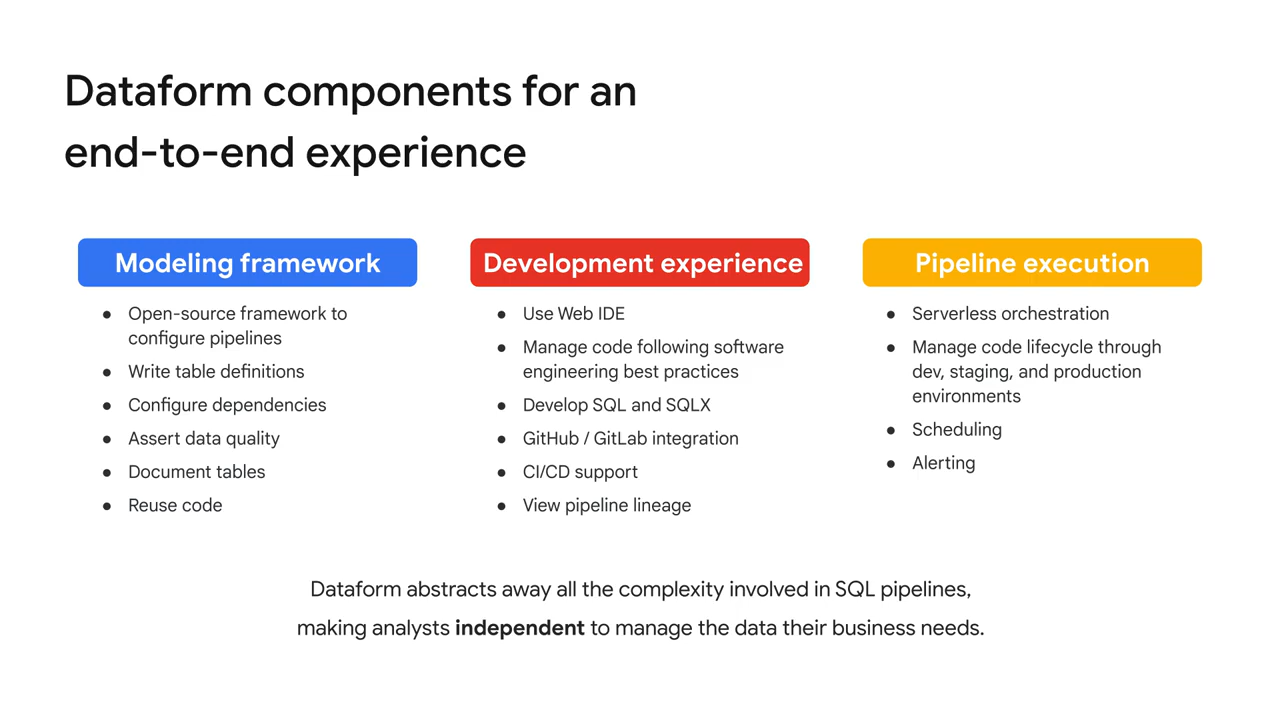 Dataform components for an
end-to-end experience
Modeling framework
● Open-source framework to
configure pipelines
● Write table definitions
● Configure dependencies
● Assert data quality
● Document tables
● Reuse code
Development experience
● Use Web IDE
● Manage code following software
engineering best practices
● Develop SQL and SQLX
● GitHub / GitLab integration
● CI/CD support
● View pipeline lineage
Pipeline execution
● Serverless orchestration
● Manage code lifecycle through
dev, staging, and production
environments
● Scheduling
● Alerting
Dataform abstracts away all the complexity involved in SQL pipelines,
making analysts independent to manage the data their business needs.